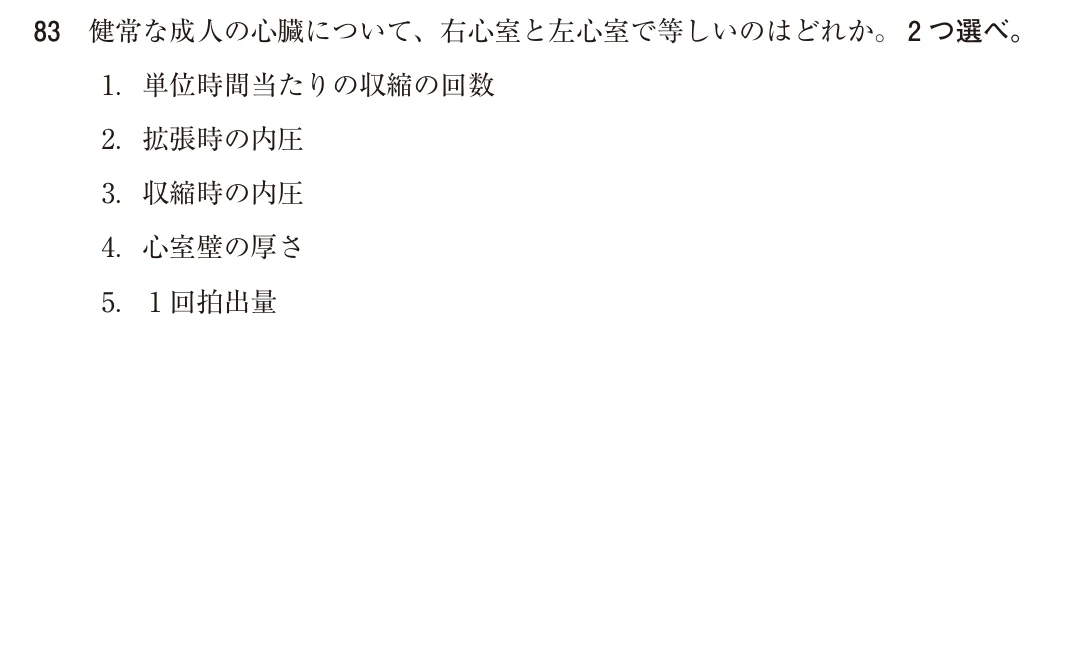 83 健常な成人の心臓について、右心室と左心室で等しいのはどれか。2つ選べ。
1. 単位時間当たりの収縮の回数
2. 拡張時の内圧
3. 収縮時の内圧
4. 心室壁の厚さ
5. 1回拍出量